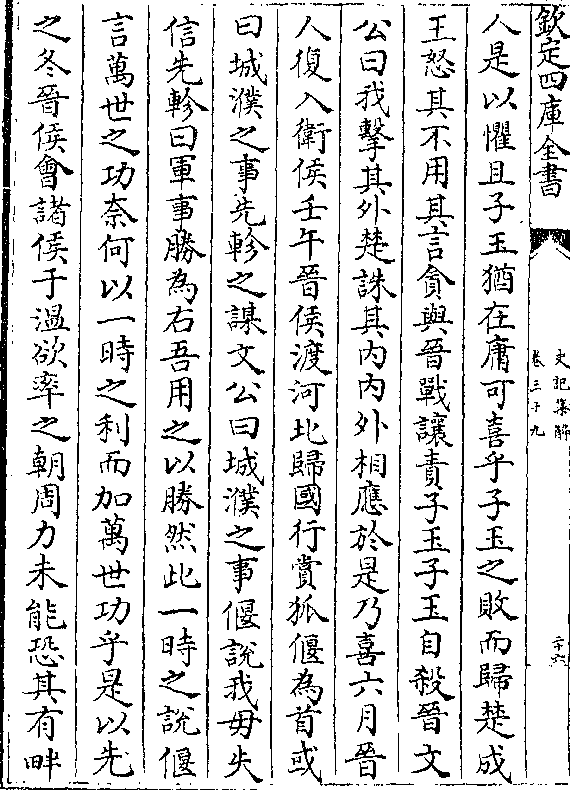 欽定四庫全書
史記集解
卷三十九
二十六
人是以懼且子玉猶在庸可喜乎子玉之敗而歸楚成
王怒其不用其言貪與晉戰讓責子玉子玉自殺晉文
公曰我擊其外楚誅其內內外相應於是乃喜六月晉
人復入衛侯壬午晉侯渡河北歸國行賞狐偃為首或
曰城濮之事先軫之謀文公曰城濮之事偃說我毋失
信先軫曰軍事勝為右吾用之以勝然此一時之說偃
言萬世之功奈何以一時之利而加萬世功乎是以先
之冬晉侯會諸侯于溫欲率之朝周力未能恐其有畔